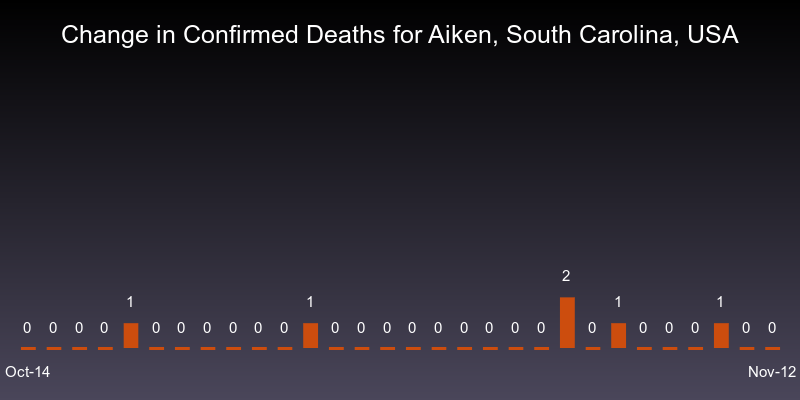 Change in Confirmed Deaths for Aiken, South Carolina, USA
2
1 1 1 1
0 0 0 0 0 0 0 0 0 0 0 0 0 0 0 0 0 0 0 0 0 0 0 0 0
Oct-14 Nov-12